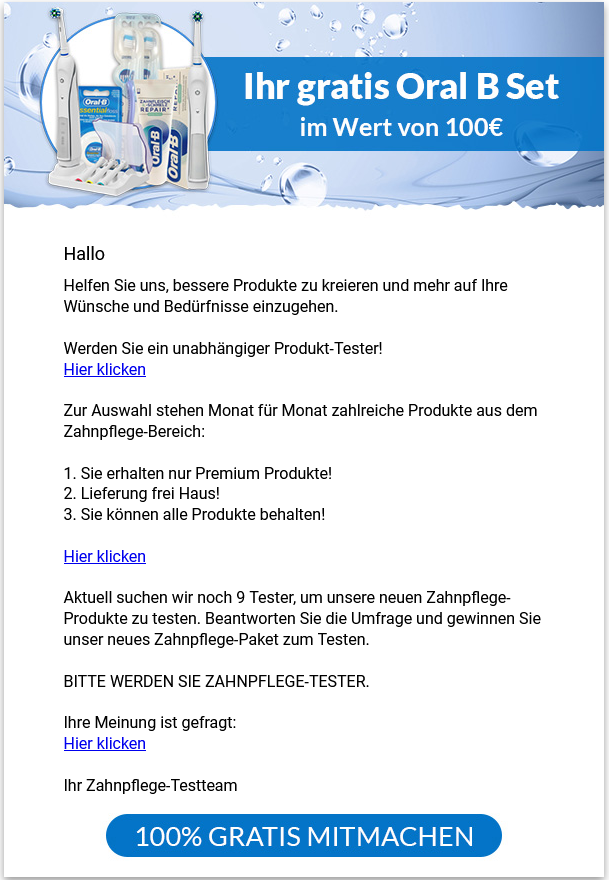 Ihr gratis Oral B Set
im Wert von 100€
Oral-B
Essential
ZAHNFLEISCH
& -SCHMELZ
REPAIR
Oral-B
Hallo
Helfen Sie uns, bessere Produkte zu kreieren und mehr auf Ihre
Wünsche und Bedürfnisse einzugehen.
Werden Sie ein unabhängiger Produkt-Tester!
Hier klicken
Zur Auswahl stehen Monat für Monat zahlreiche Produkte aus dem
Zahnpflege-Bereich:
1. Sie erhalten nur Premium Produkte!
2. Lieferung frei Haus!
3. Sie können alle Produkte behalten!
Hier klicken
Aktuell suchen wir noch 9 Tester, um unsere neuen Zahnpflege-
Produkte zu testen. Beantworten Sie die Umfrage und gewinnen Sie
unser neues Zahnpflege-Paket zum Testen.
BITTE WERDEN SIE ZAHNPFLEGE-TESTER.
Ihre Meinung ist gefragt:
Hier klicken
Ihr Zahnpflege-Testteam
100% GRATIS MITMACHEN